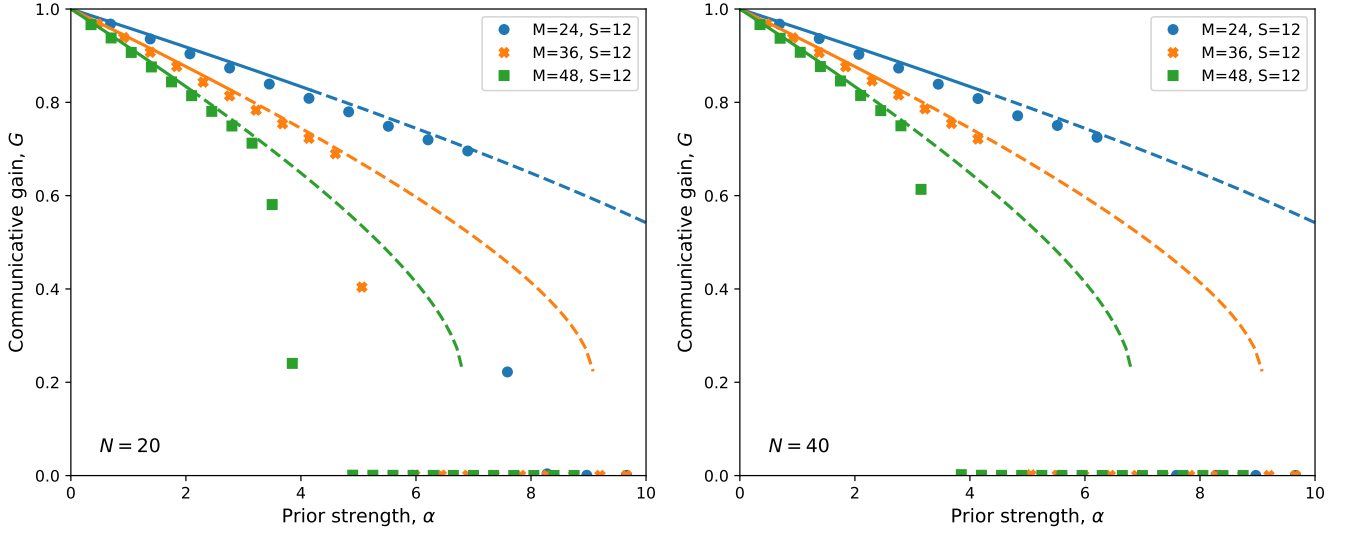 1.0
0.8
0.6
0.4
0.2
0.0
Communicative gain, G
M=24, S=12
M=36, S=12
M=48, S=12
N = 20
0 2 4 6 8 10
Prior strength, α
1.0
0.8
0.6
0.4
0.2
0.0
Communicative gain, G
M=24, S=12
M=36, S=12
M=48, S=12
N = 40
0 2 4 6 8 10
Prior strength, α